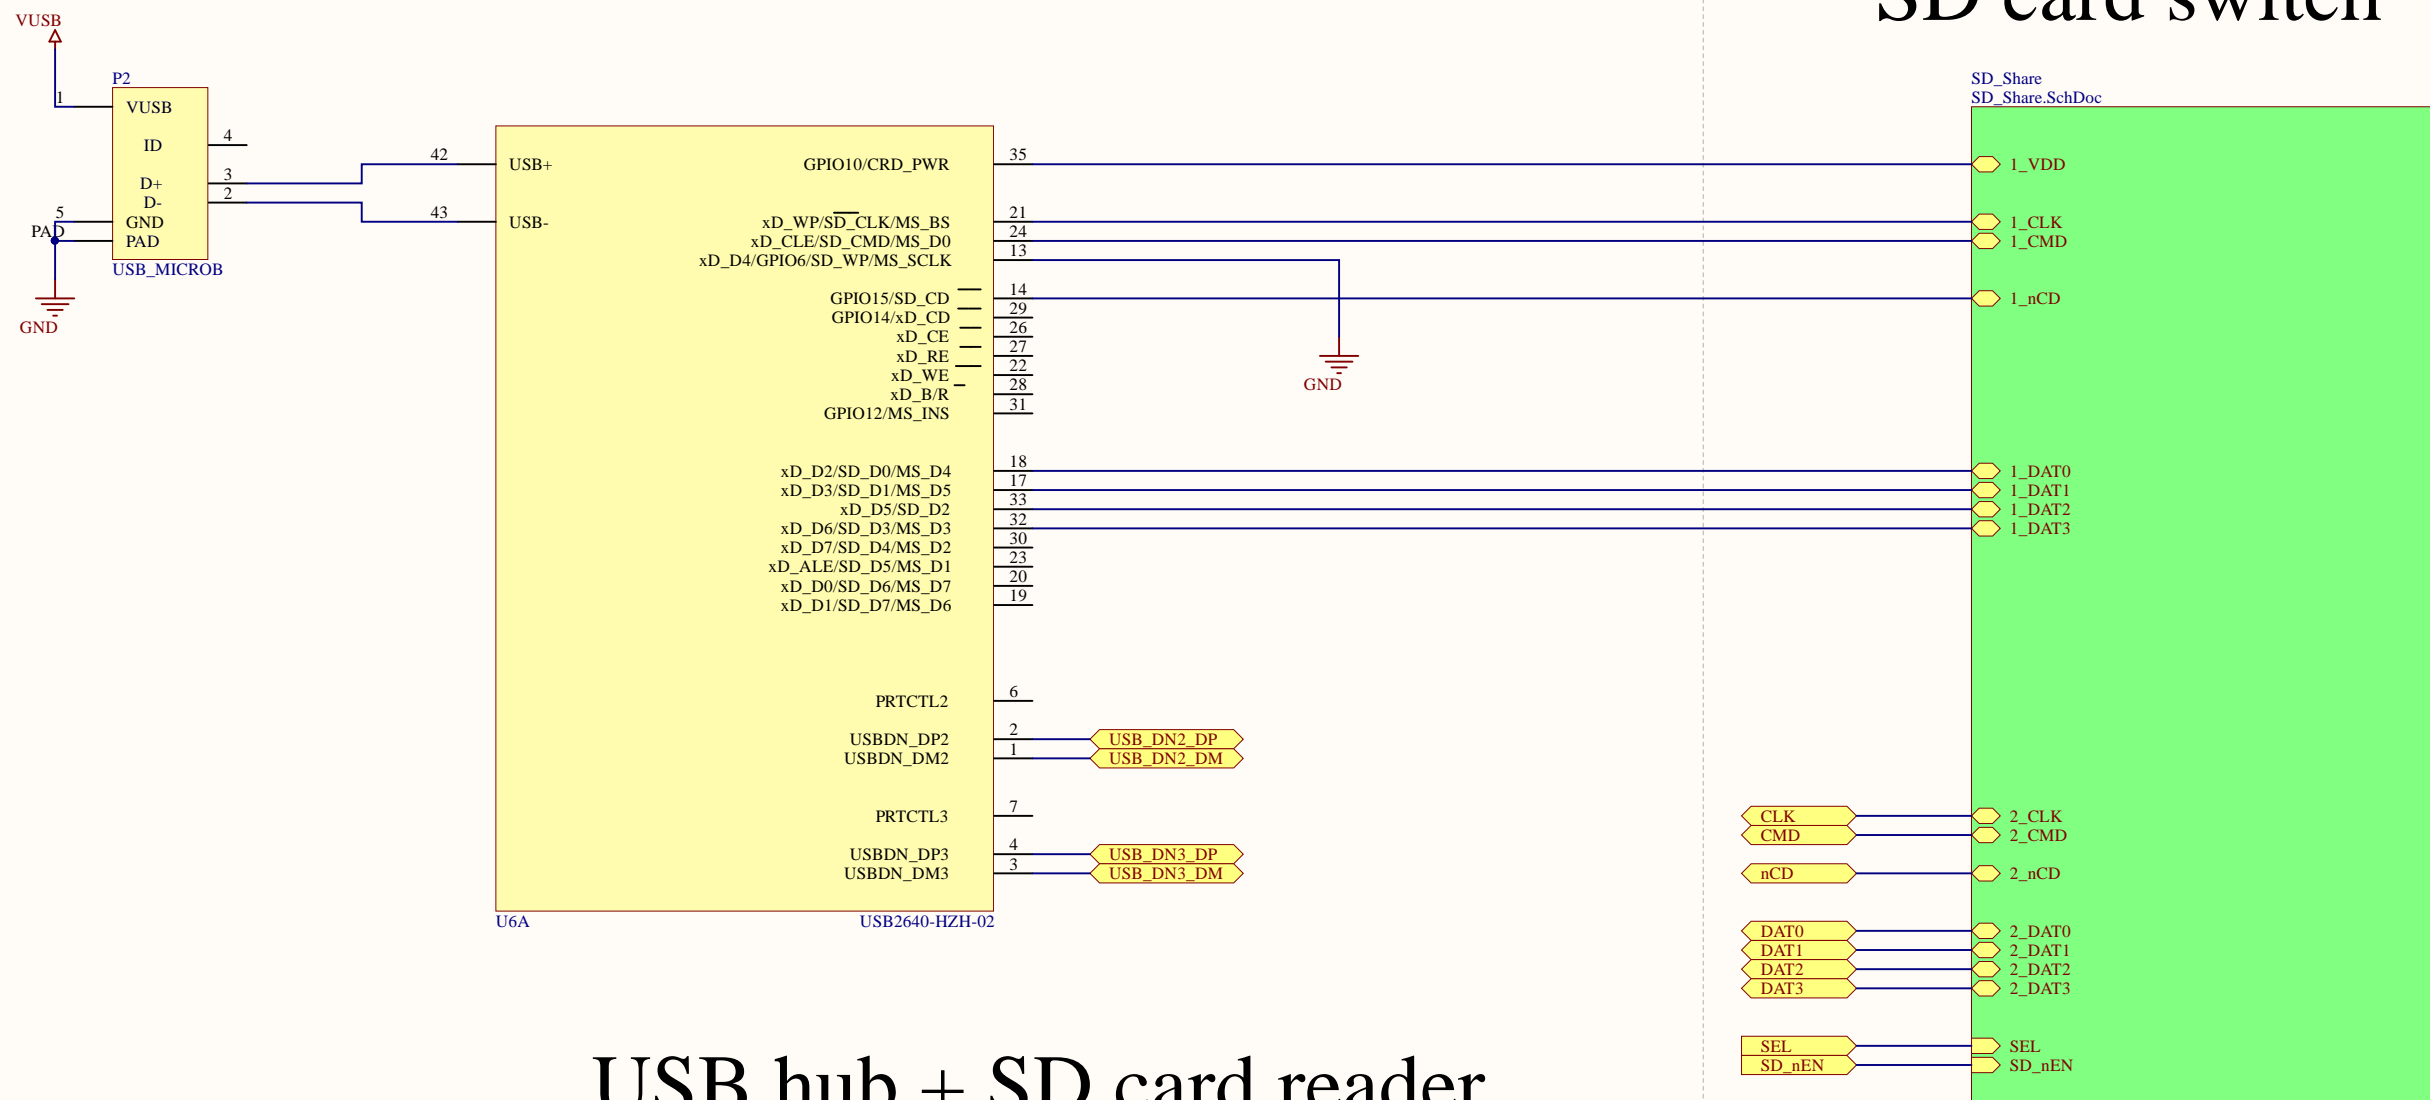 SD card switch
VUSB
P2
1 VUSB
ID 4
D+ 3
D- 2
5 GND
PAD PAD
USB_MICROB
GND
42 USB+
43 USB-
GPIO10/CRD_PWR 35
xD_WP/SD_CLK/MS_BS 21
xD_CLE/SD_CMD/MS_D0 24
xD_D4/GPIO6/SD_WP/MS_SCLK 13
GPIO15/SD_CD 14
GPIO14/xD_CD 29
xD_CE 26
xD_RE 27
xD_WE 22
xD_B/R 28
GPIO12/MS_INS 31
GND
xD_D2/SD_D0/MS_D4 18
xD_D3/SD_D1/MS_D5 17
xD_D5/SD_D2 33
xD_D6/SD_D3/MS_D3 32
xD_D7/SD_D4/MS_D2 30
xD_ALE/SD_D5/MS_D1 23
xD_D0/SD_D6/MS_D7 20
xD_D1/SD_D7/MS_D6 19
PRTCTL2 6
USBDN_DP2 2 USB_DN2_DP
USBDN_DM2 1 USB_DN2_DM
PRTCTL3 7
USBDN_DP3 4 USB_DN3_DP
USBDN_DM3 3 USB_DN3_DM
U6A
USB2640-HZH-02
USB hub + SD card reader
SD_Share
SD_Share.SchDoc
1_VDD
1_CLK
1_CMD
1_nCD
1_DAT0
1_DAT1
1_DAT2
1_DAT3
CLK 2_CLK
CMD 2_CMD
nCD 2_nCD
DAT0 2_DAT0
DAT1 2_DAT1
DAT2 2_DAT2
DAT3 2_DAT3
SEL SEL
SD_nEN SD_nEN